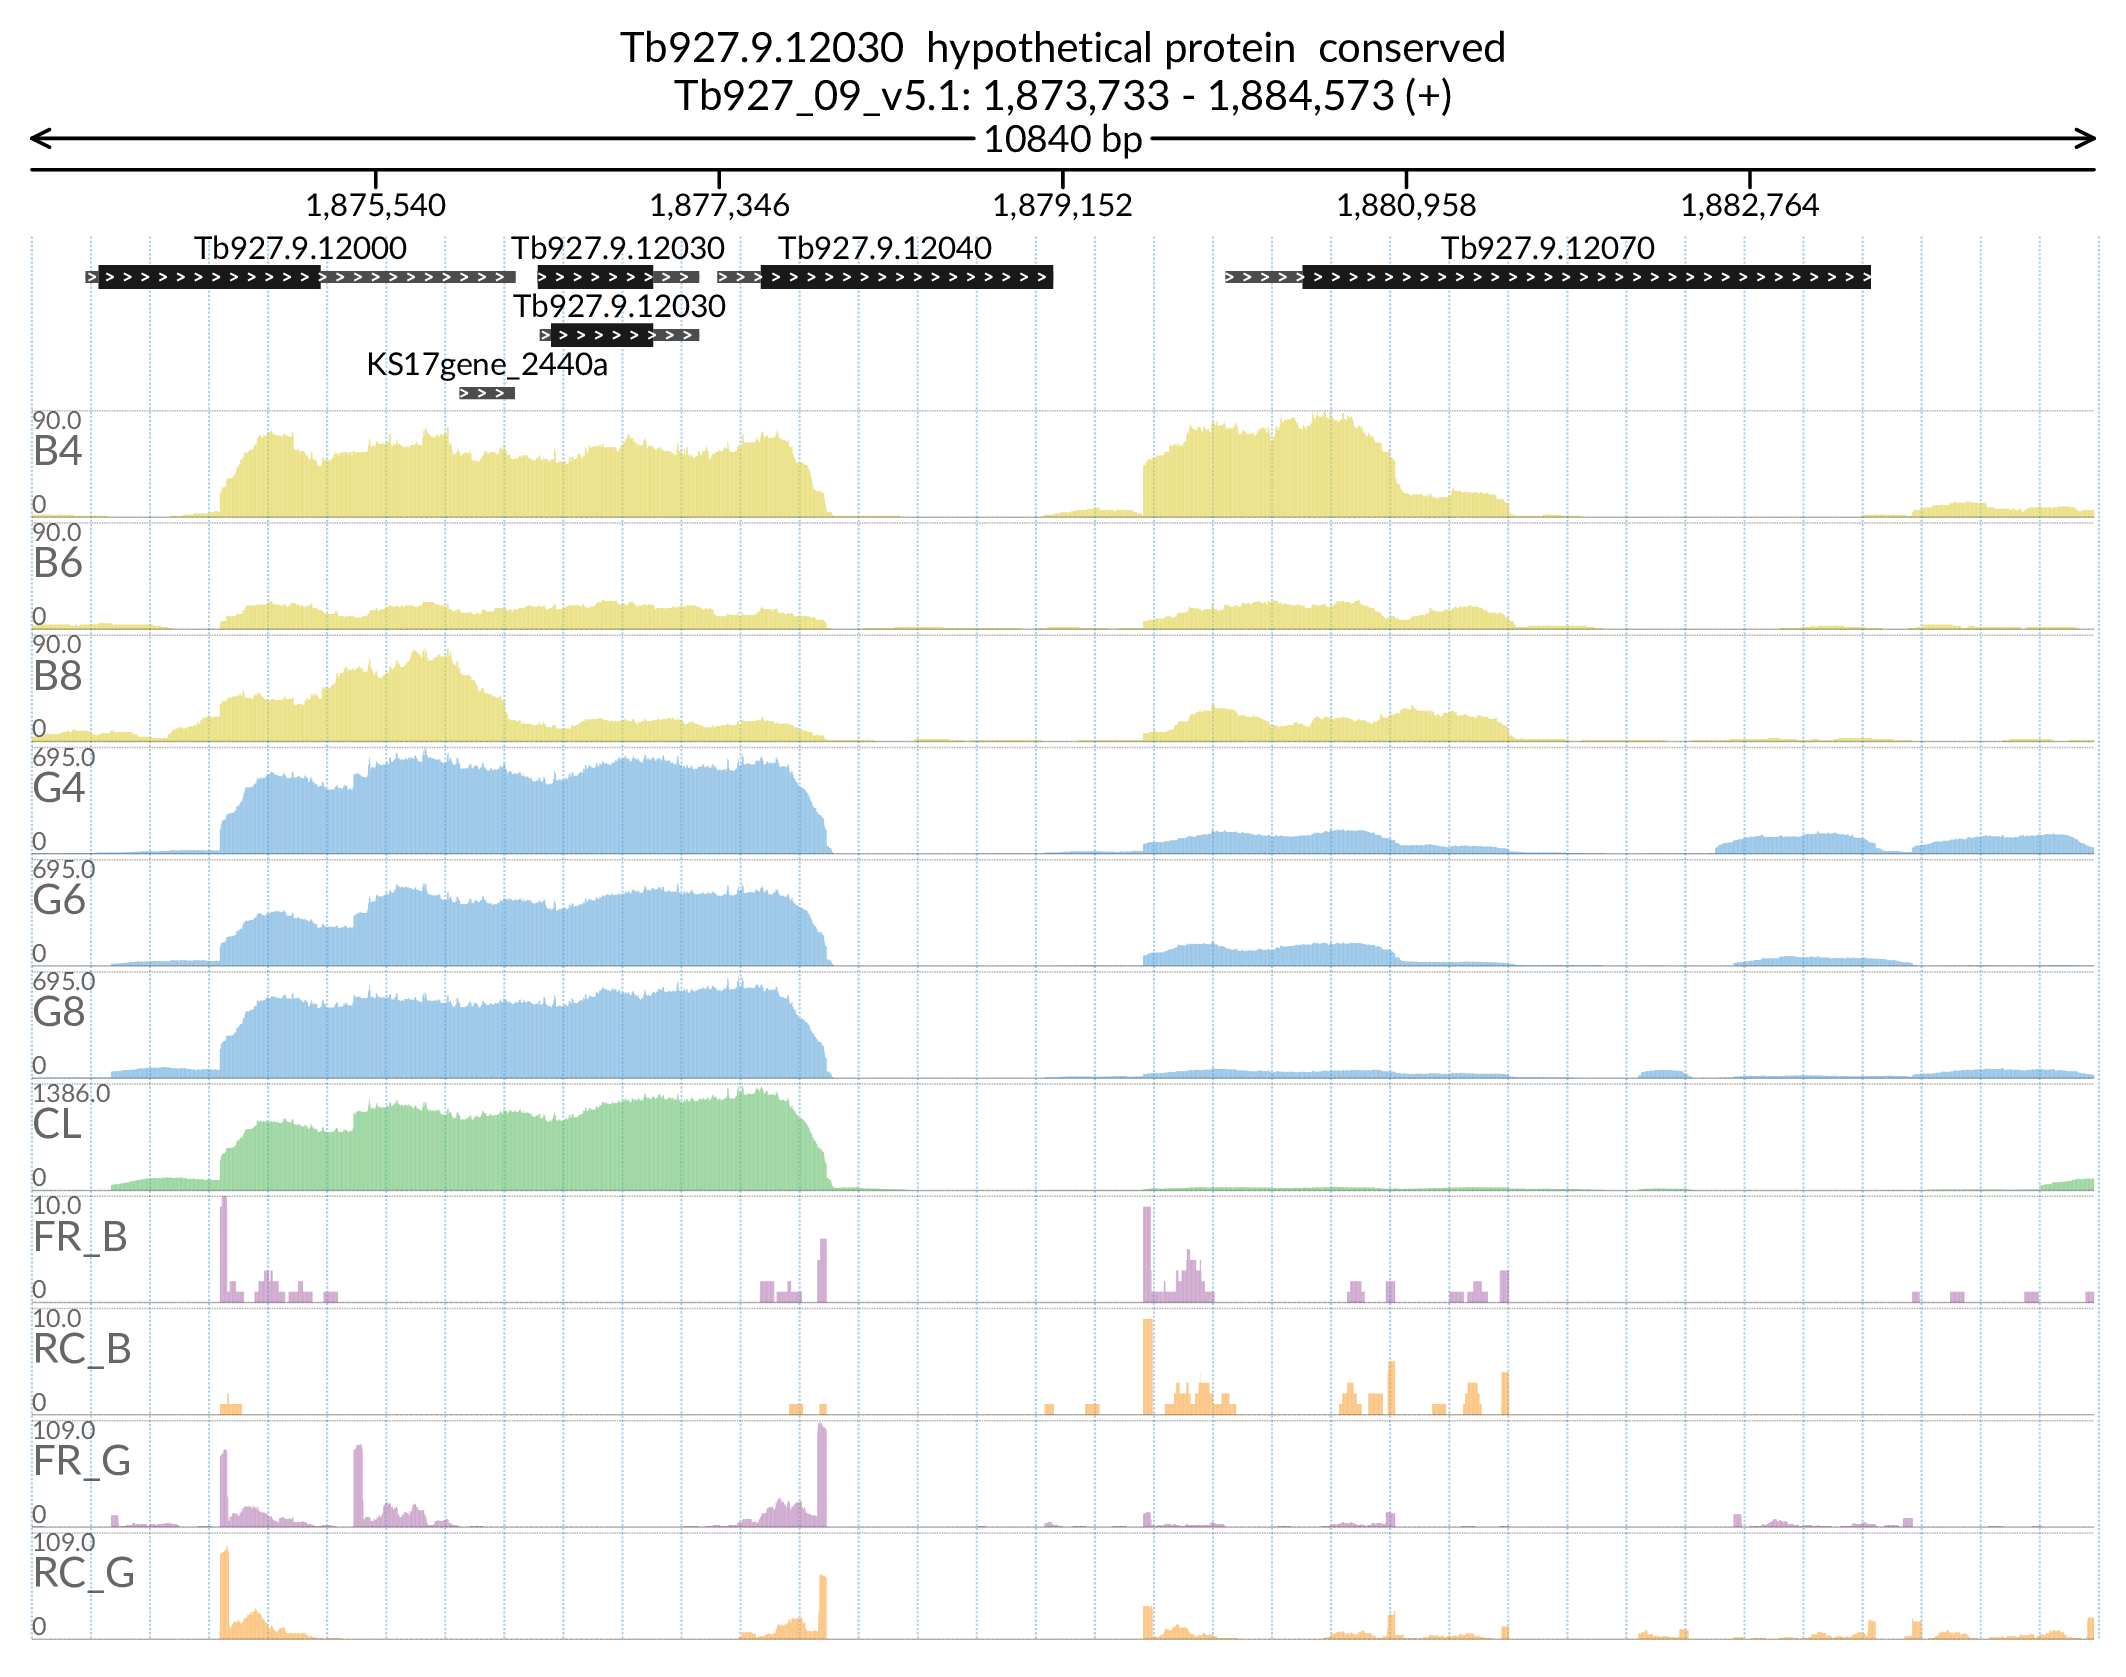 Tb927.9.12030  hypothetical protein  conserved
Tb927_09_v5.1: 1,873,733 - 1,884,573 (+)
10840 bp
1,875,540 1,877,346 1,879,152 1,880,958 1,882,764
Tb927.9.12000 Tb927.9.12030 Tb927.9.12040 Tb927.9.12070
Tb927.9.12030
KS17gene_2440a
90.0
B4
0
90.0
B6
0
90.0
B8
0
695.0
G4
0
695.0
G6
0
695.0
G8
0
1386.0
CL
0
10.0
FR_B
0
10.0
RC_B
0
109.0
FR_G
0
109.0
RC_G
0